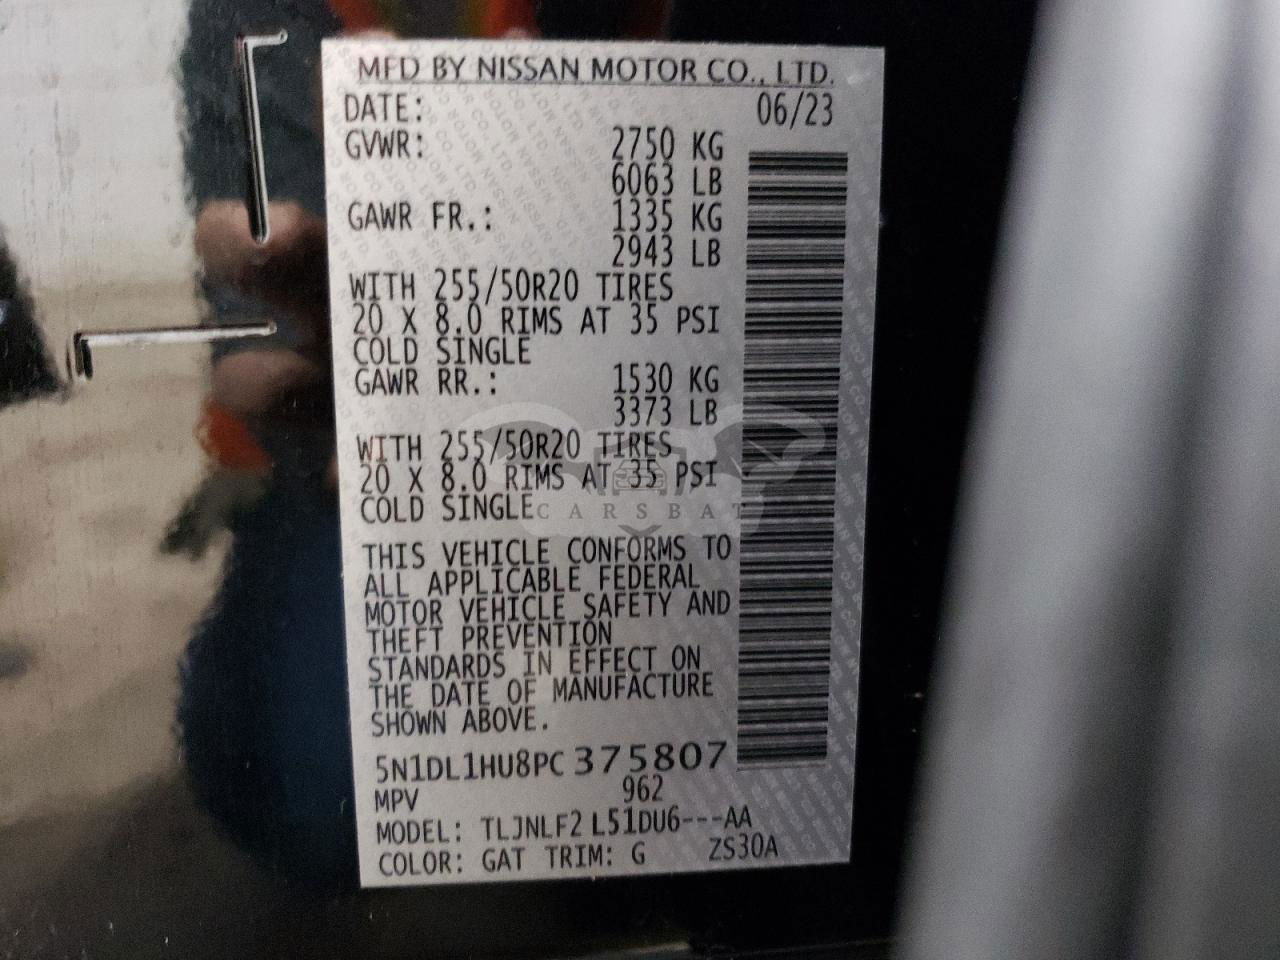 MFD BY NISSAN MOTOR CO., LTD.
DATE: 06/23
GVWR: 2750 KG
6063 LB
GAWR FR.: 1335 KG
2943 LB
WITH 255/50R20 TIRES
20 X 8.0 RIMS AT 35 PSI
COLD SINGLE
GAWR RR.: 1530 KG
3373 LB
WITH 255/50R20 TIRES
20 X 8.0 RIMS AT 35 PSI
COLD SINGLE
CARSBAT
THIS VEHICLE CONFORMS TO
ALL APPLICABLE FEDERAL
MOTOR VEHICLE SAFETY AND
THEFT PREVENTION
STANDARDS IN EFFECT ON
THE DATE OF MANUFACTURE
SHOWN ABOVE.
5N1DL1HU8PC375807
MPV 962
MODEL: TLJNLF2 L51DU6---AA
COLOR: GAT TRIM: G ZS30A